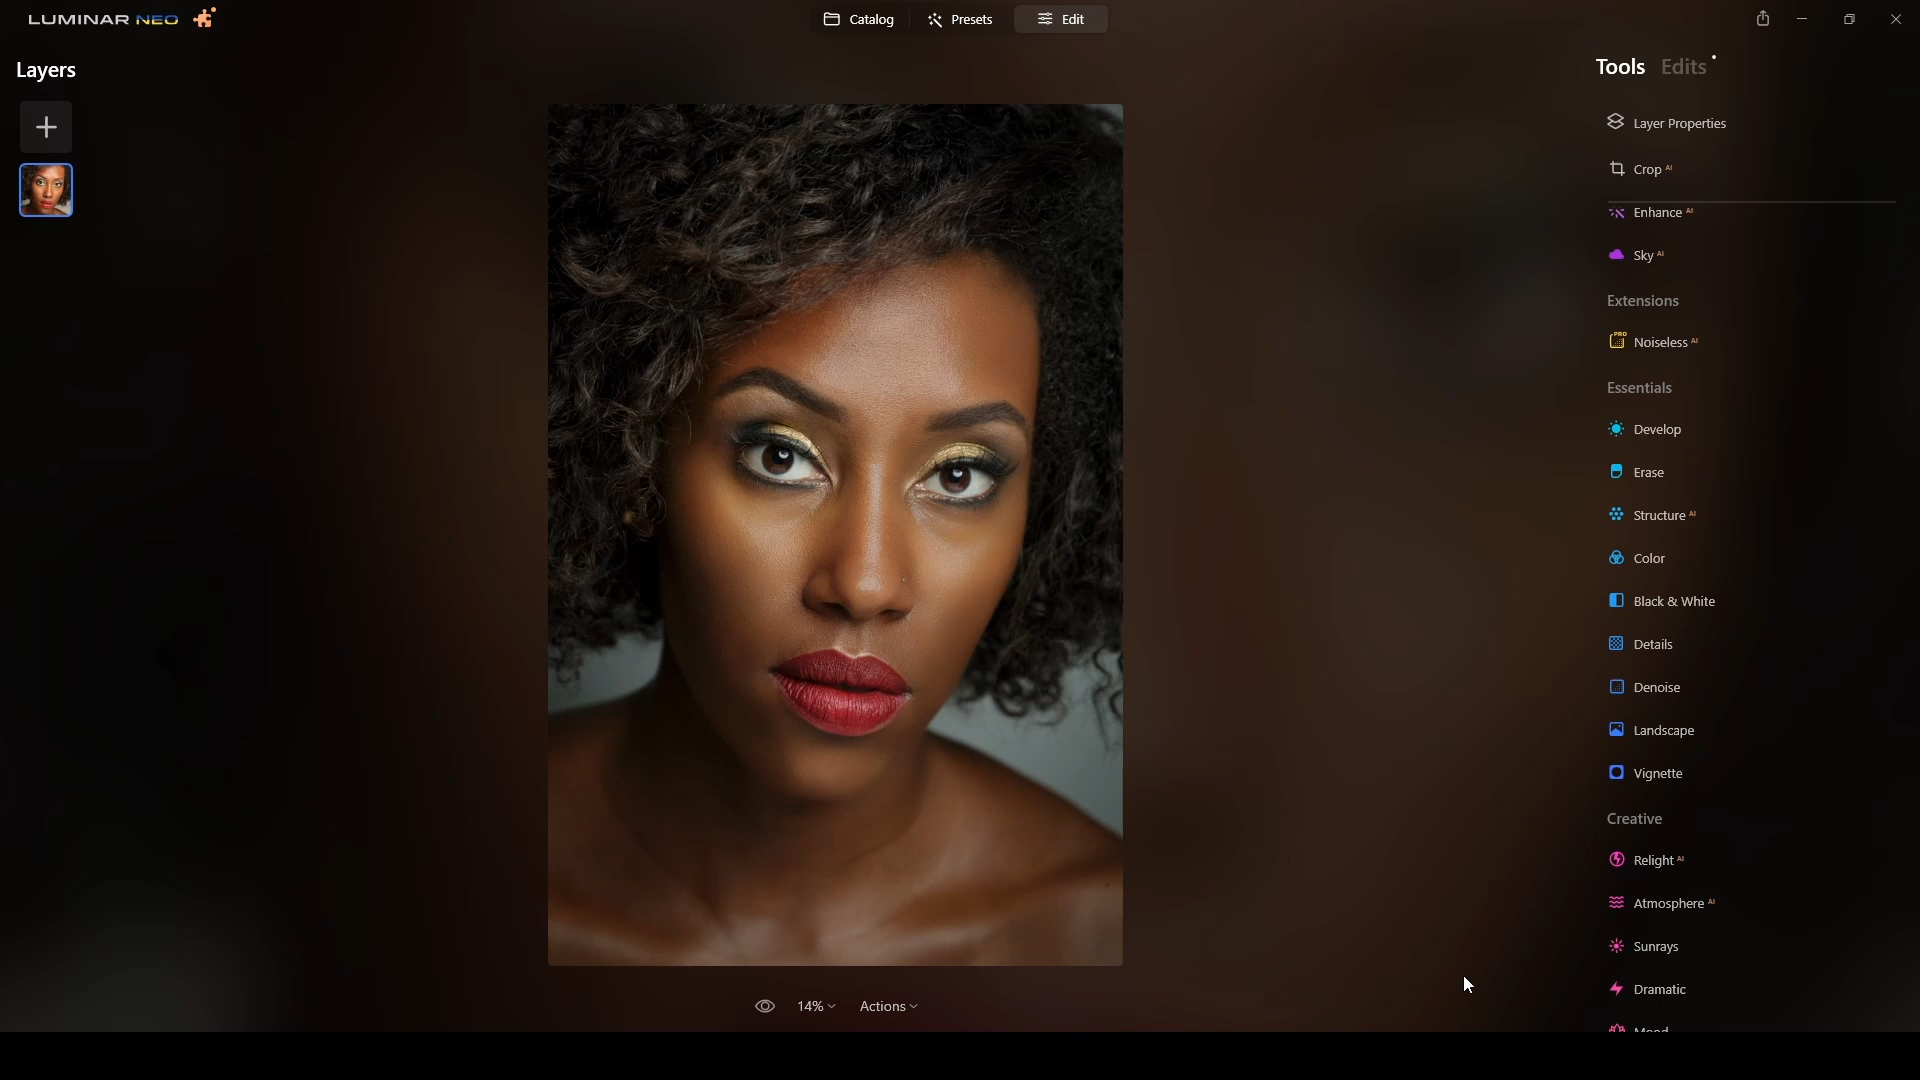 LUMINAR NEO
Catalog
Presets
Edit
Layers
Tools
Edits
Layer Properties
Crop AI
Enhance AI
Sky AI
Extensions
PRO
Noiseless AI
Essentials
Develop
Erase
Structure AI
Color
Black & White
Details
Denoise
Landscape
Vignette
Creative
Relight AI
Atmosphere AI
Sunrays
Dramatic
Mood
14%
Actions